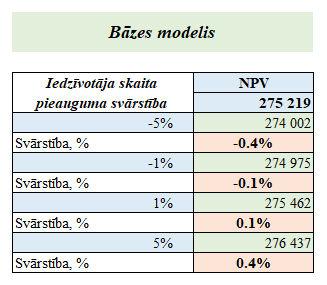 Bāzes modelis
Iedzīvotāja skaita pieauguma svārstība NPV
275 219
-5% 274 002
Svārstība, % -0.4%
-1% 274 975
Svārstība, % -0.1%
1% 275 462
Svārstība, % 0.1%
5% 276 437
Svārstība, % 0.4%